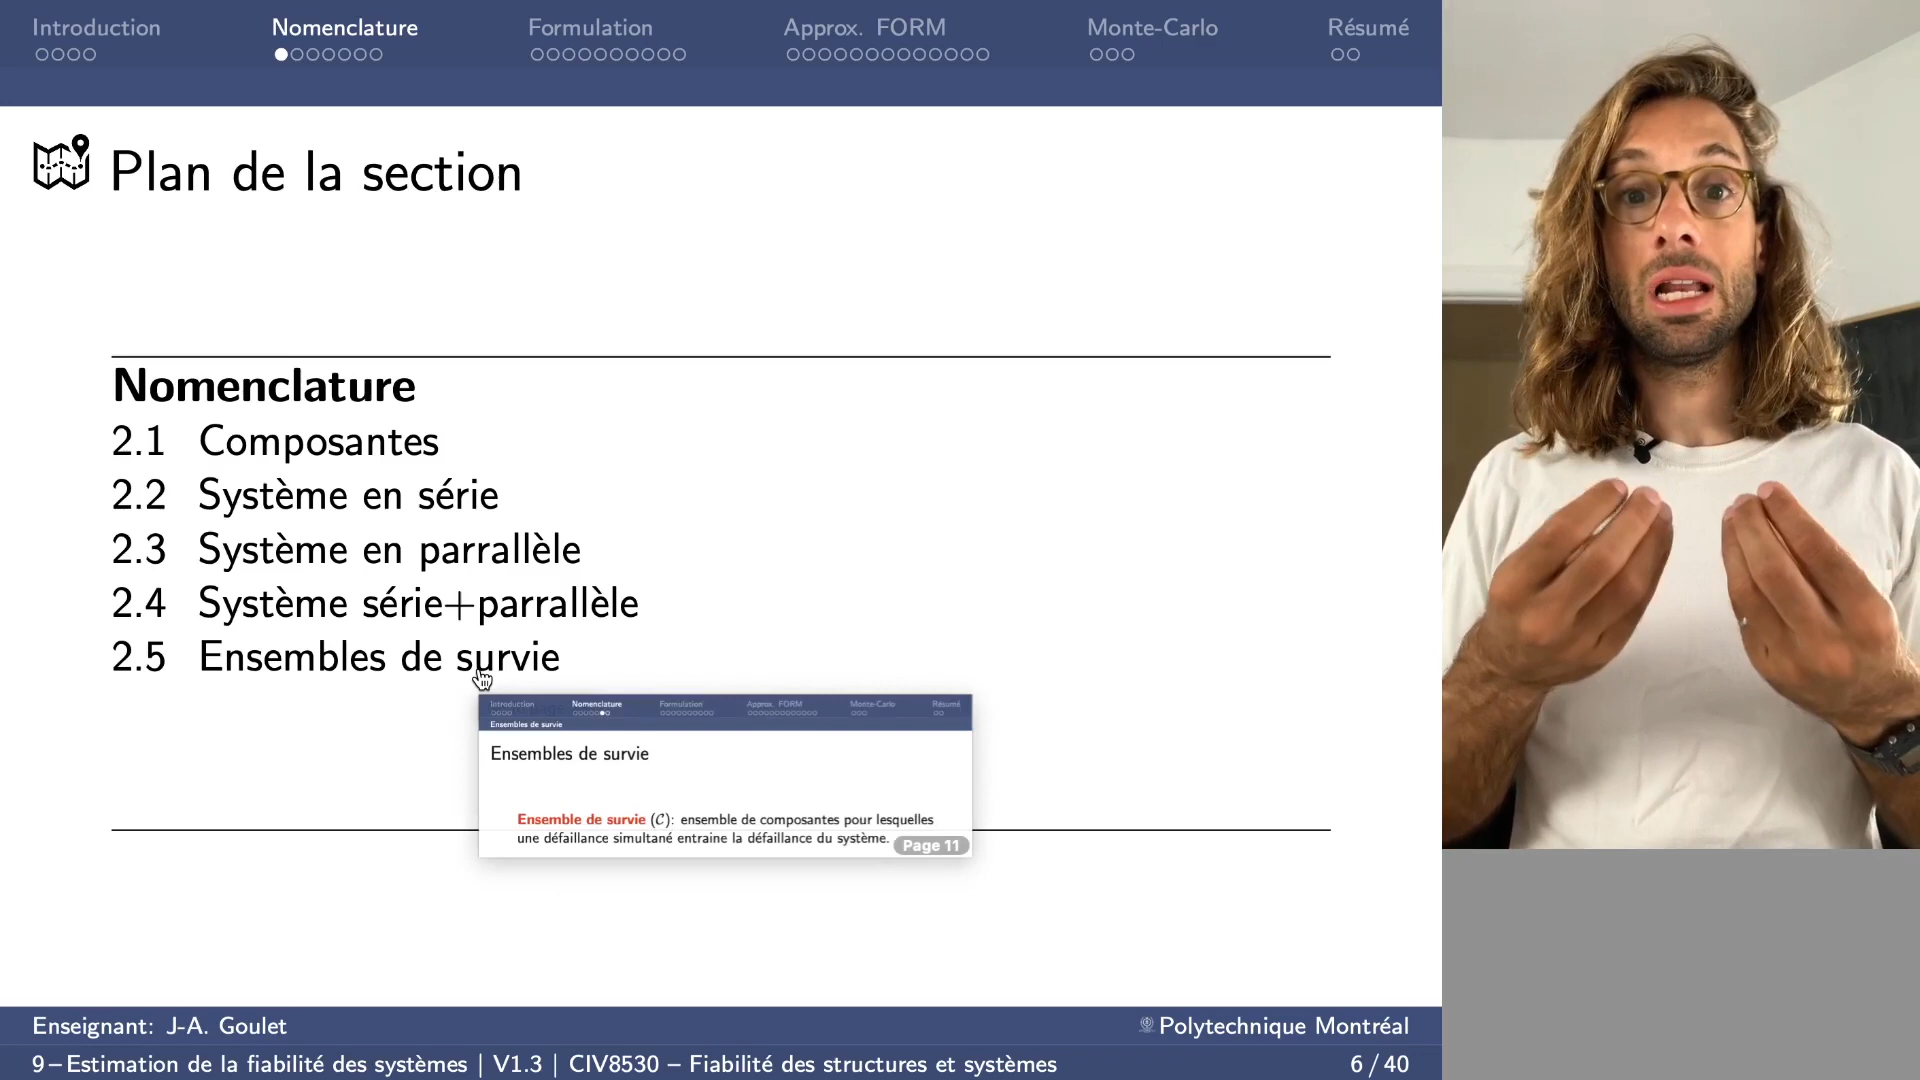 Introduction Nomenclature Formulation Approx. FORM Monte-Carlo Résumé
Plan de la section
Nomenclature
2.1 Composantes
2.2 Système en série
2.3 Système en parrallèle
2.4 Système série+parrallèle
2.5 Ensembles de survie
Introduction Nomenclature Formulation Approx. FORM Monte-Carlo Résumé
Ensembles de survie
Ensembles de survie
Ensemble de survie (C): ensemble de composantes pour lesquelles
une défaillance simultané entraine la défaillance du système.
Page 11
Enseignant: J-A. Goulet Polytechnique Montréal
9–Estimation de la fiabilité des systèmes | V1.3 | CIV8530 – Fiabilité des structures et systèmes 6 / 40